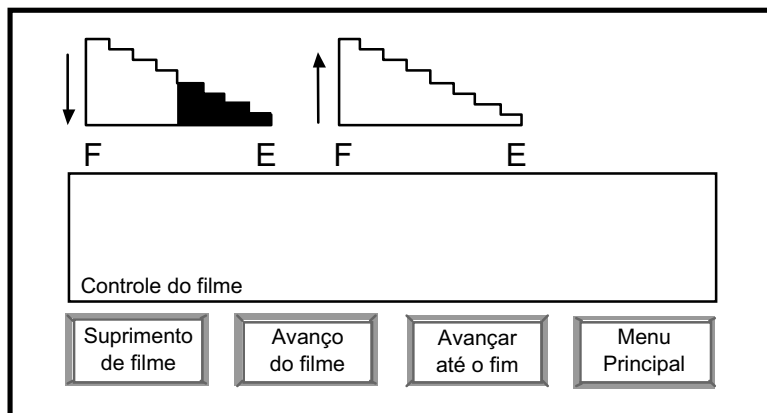 F E F E
Controle do filme
Suprimento
de filme
Avanço
do filme
Avançar
até o fim
Menu
Principal